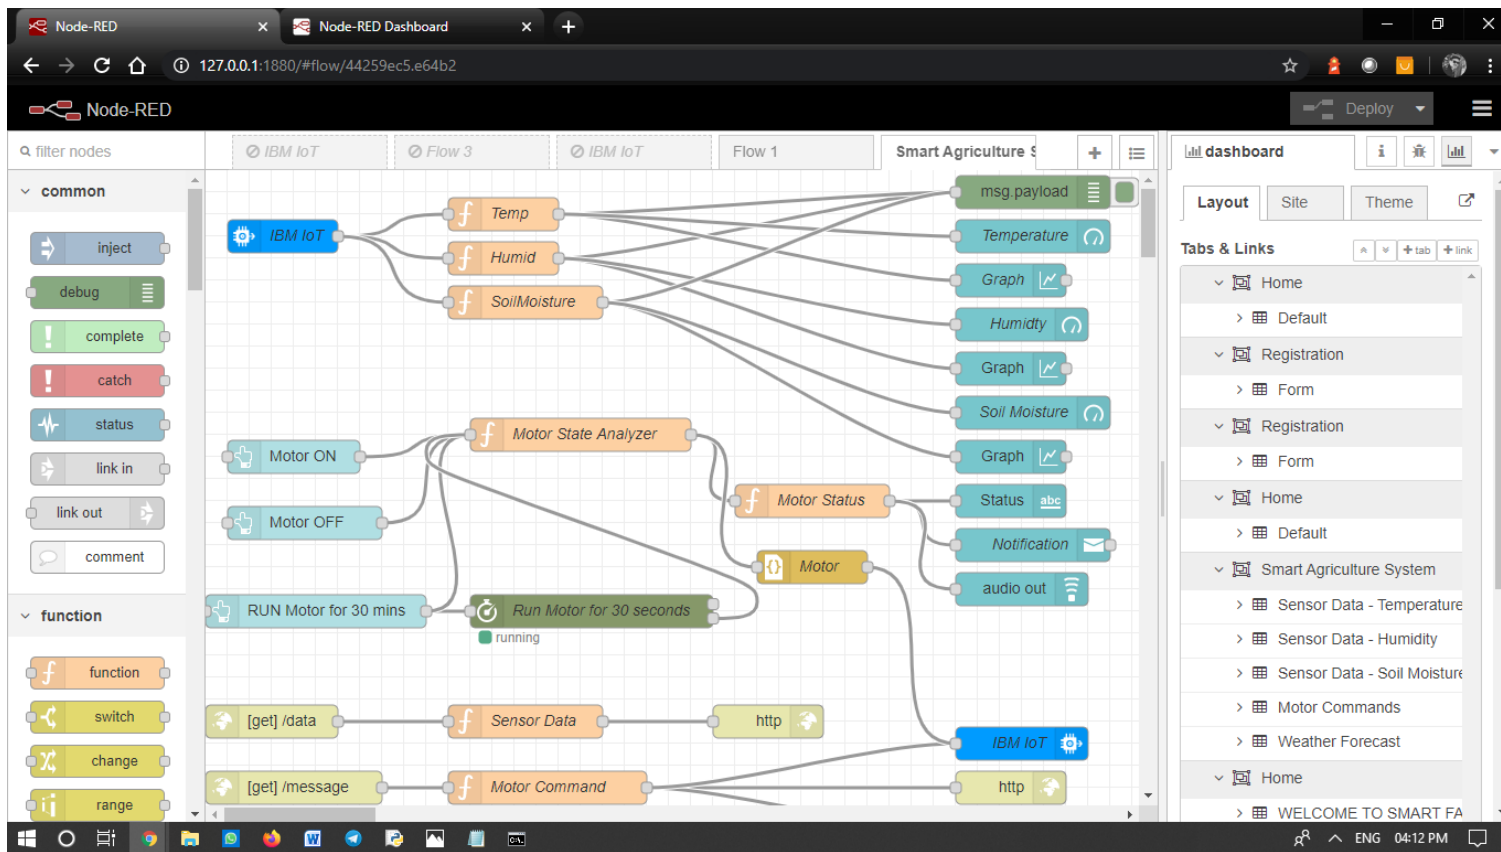 Node-RED
Node-RED Dashboard
127.0.0.1:1880/#flow/44259ec5.e64b2
Node-RED
Deploy
filter nodes
IBM IoT
Flow 3
IBM IoT
Flow 1
Smart Agriculture S
dashboard
common
inject
debug
complete
catch
status
link in
link out
comment
function
function
switch
change
range
IBM IoT
Temp
Humid
SoilMoisture
msg.payload
Temperature
Graph
Humidty
Graph
Soil Moisture
Graph
Motor ON
Motor State Analyzer
Motor OFF
Motor Status
Status
abc
Notification
Motor
audio out
RUN Motor for 30 mins
Run Motor for 30 seconds
running
[get] /data
Sensor Data
http
IBM IoT
[get] /message
Motor Command
http
Layout
Site
Theme
Tabs & Links
tab
link
Home
Default
Registration
Form
Registration
Form
Home
Default
Smart Agriculture System
Sensor Data - Temperature
Sensor Data - Humidity
Sensor Data - Soil Moisture
Motor Commands
Weather Forecast
Home
WELCOME TO SMART FA
ENG
04:12 PM